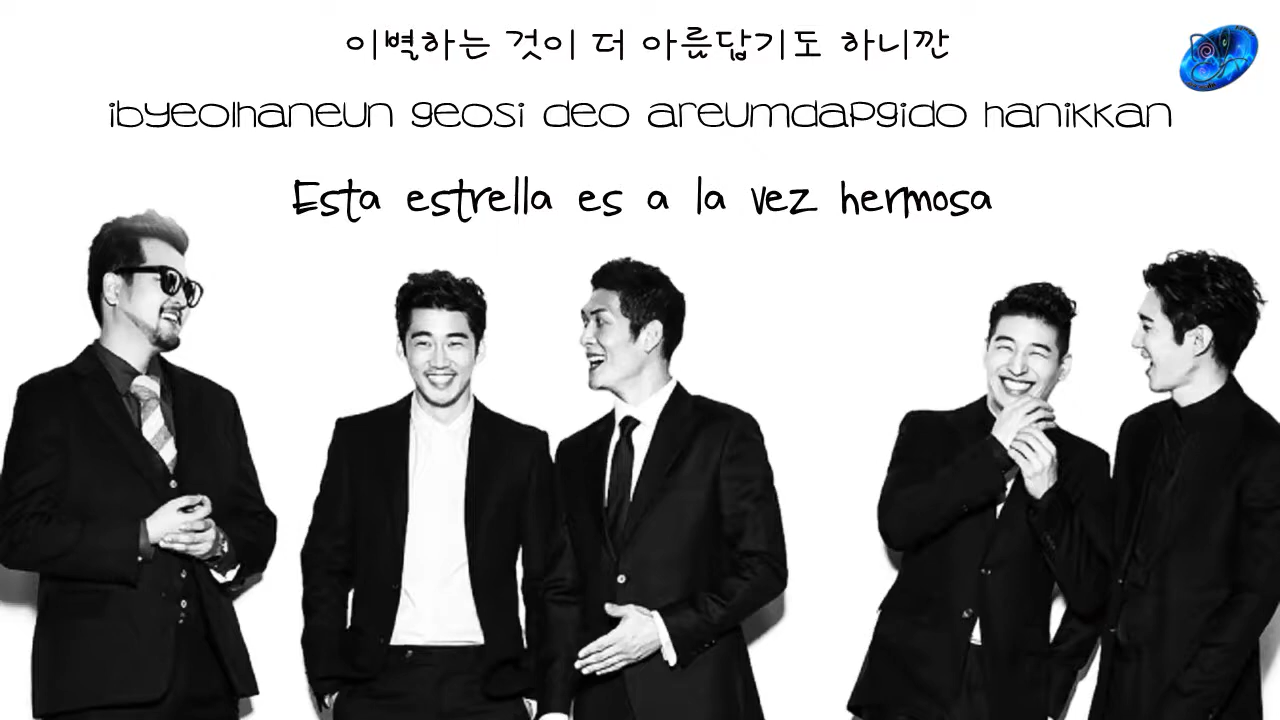 이별하는 것이 더 아름답기도 하니깐
ibyeolhaneun geosi deo areumdapgido hanikkan
Esta estrella es a la vez hermosa